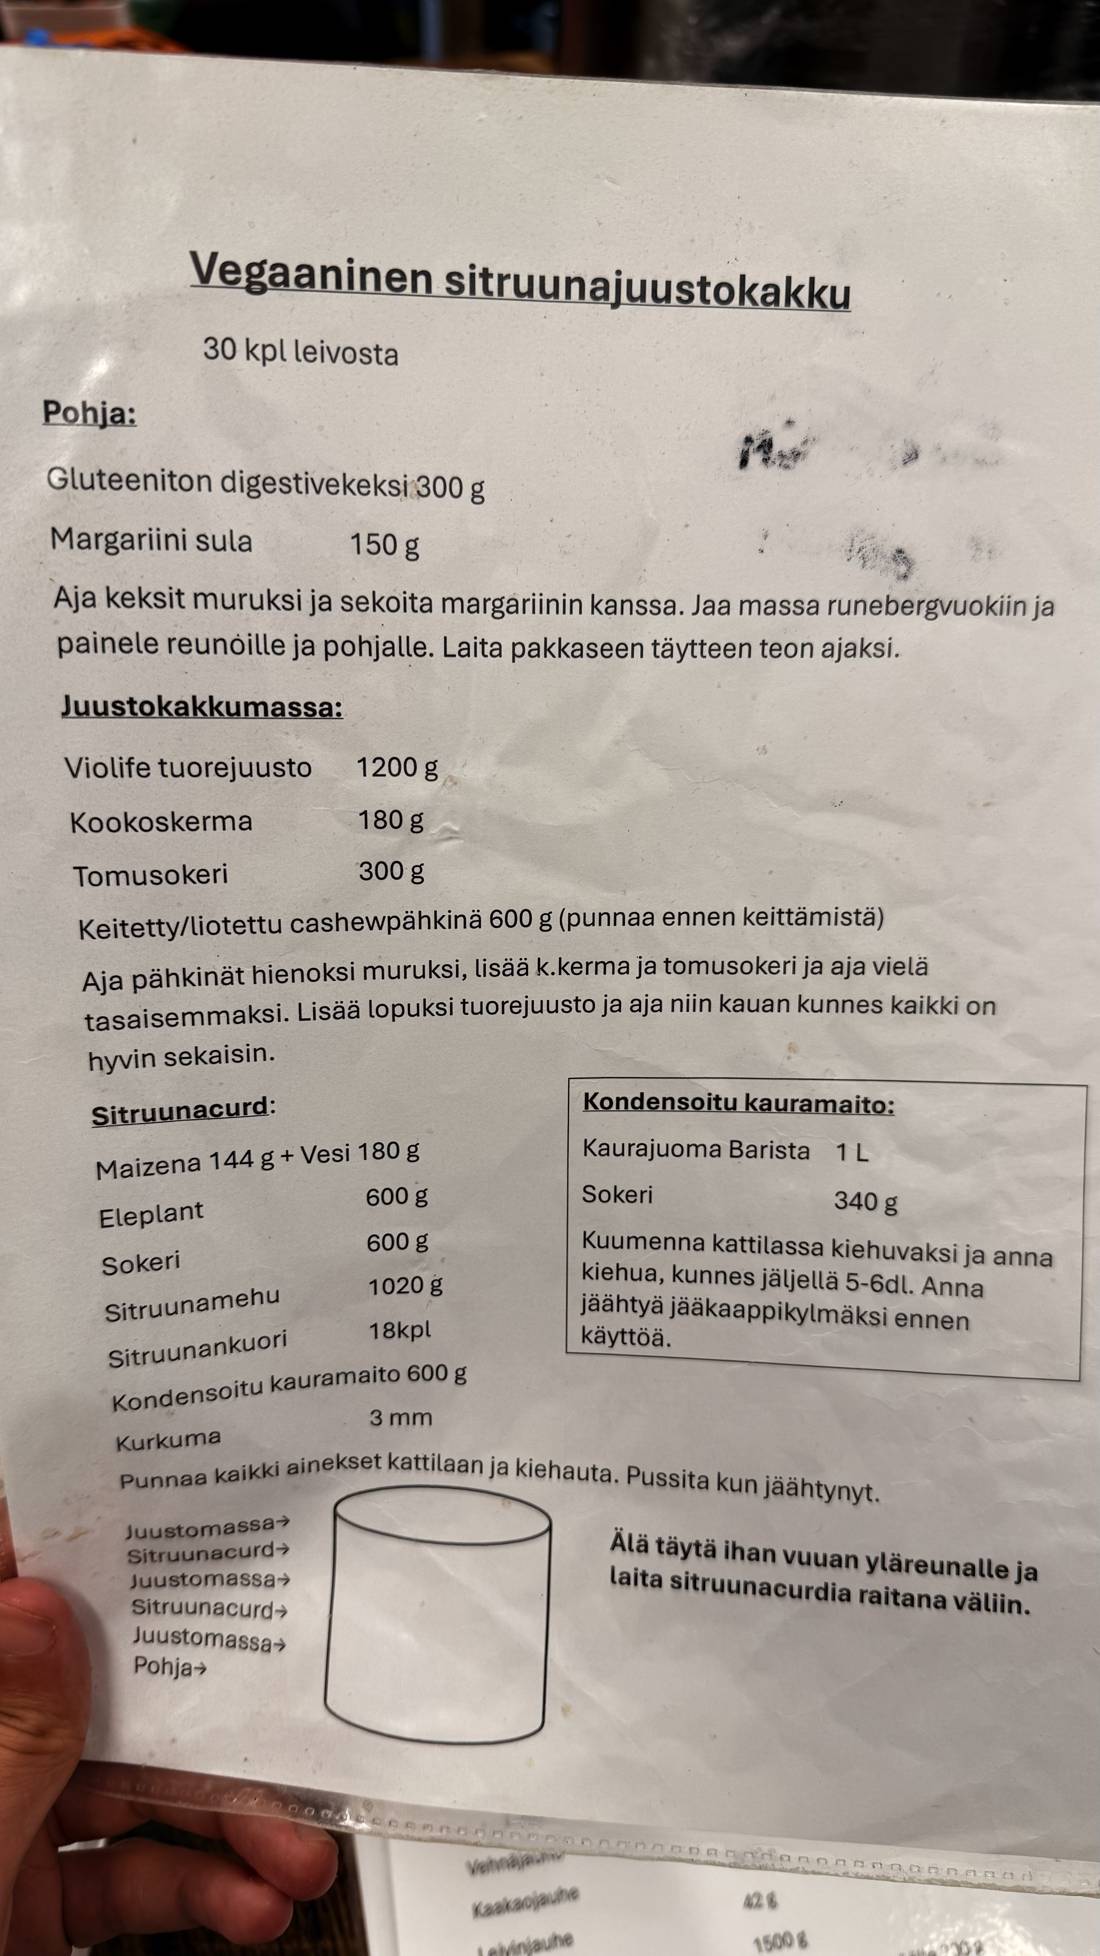 Vegaaninen sitruunajuustokakku
30 kpl leivosta
Pohja:
Gluteeniton digestivekeksi 300 g
Margariini sula 150 g
Aja keksit muruksi ja sekoita margariinin kanssa. Jaa massa runebergvuokiin ja
painele reunoille ja pohjalle. Laita pakkaseen täytteen teon ajaksi.
Juustokakkumassa:
Violife tuorejuusto 1200 g
Kookoskerma 180 g
Tomusokeri 300 g
Keitetty/liotettu cashewpähkinä 600 g (punnaa ennen keittämistä)
Aja pähkinät hienoksi muruksi, lisää k.kerma ja tomusokeri ja aja vielä
tasaisemmaksi. Lisää lopuksi tuorejuusto ja aja niin kauan kunnes kaikki on
hyvin sekaisin.
Sitruunacurd:
Maizena 144 g + Vesi 180 g
Eleplant 600 g
Sokeri 600 g
Sitruunamehu 1020 g
Sitruunankuori 18kpl
Kondensoitu kauramaito 600 g
Kurkuma 3 mm
Punnaa kaikki ainekset kattilaan ja kiehauta. Pussita kun jäähtynyt.
Kondensoitu kauramaito:
Kaurajuoma Barista 1 L
Sokeri 340 g
Kuumenna kattilassa kiehuvaksi ja anna
kiehua, kunnes jäljellä 5-6dl. Anna
jäähtyä jääkaappikylmäksi ennen
käyttöä.
Juustomassa→
Sitruunacurd→
Juustomassa→
Sitruunacurd→
Juustomassa→
Pohja→
Älä täytä ihan vuuan yläreunalle ja
laita sitruunacurdia raitana väliin.
Kaakaojauhe 42 g
Leivinjauhe 1500 g